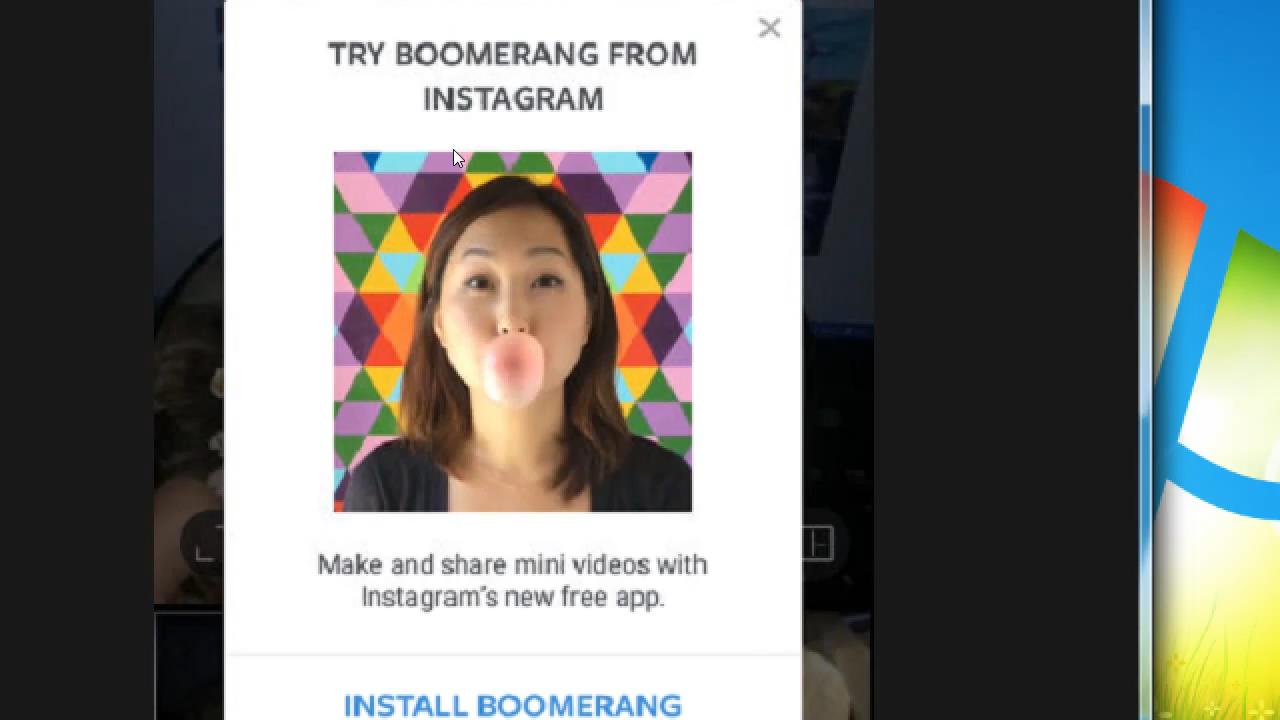 TRY BOOMERANG FROM
INSTAGRAM
Make and share mini videos with
Instagram's new free app.
INSTALL BOOMERANG